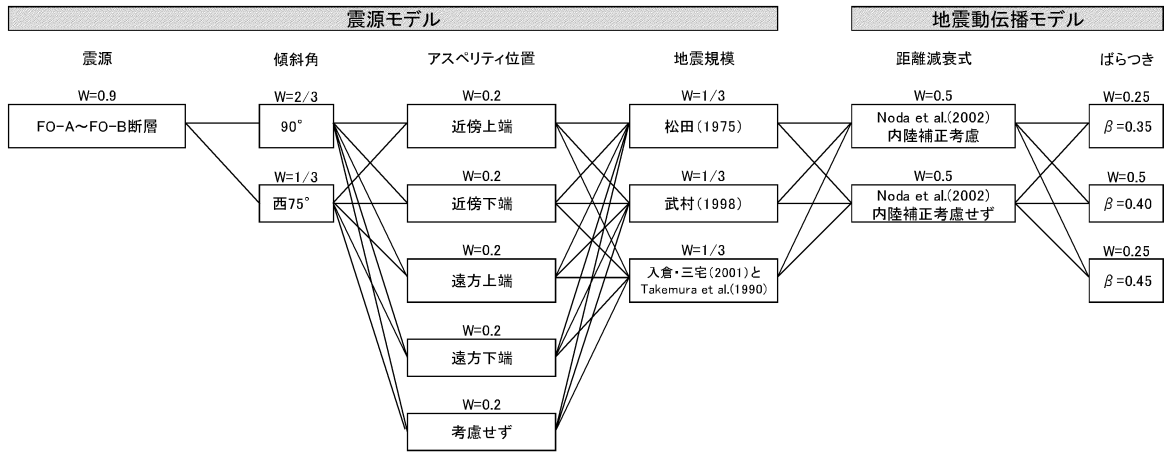 震源モデル
地震動伝播モデル
震源
傾斜角
アスペリティ位置
地震規模
距離減衰式
ばらつき
W=0.9
FO-A～FO-B断層
W=2/3
90°
W=1/3
西75°
W=0.2
近傍上端
W=0.2
近傍下端
W=0.2
遠方上端
W=0.2
遠方下端
W=0.2
考慮せず
W=1/3
松田(1975)
W=1/3
武村(1998)
W=1/3
入倉・三宅(2001)と
Takemura et al.(1990)
W=0.5
Noda et al.(2002)
内陸補正考慮
W=0.5
Noda et al.(2002)
内陸補正考慮せず
W=0.25
β=0.35
W=0.5
β=0.40
W=0.25
β=0.45